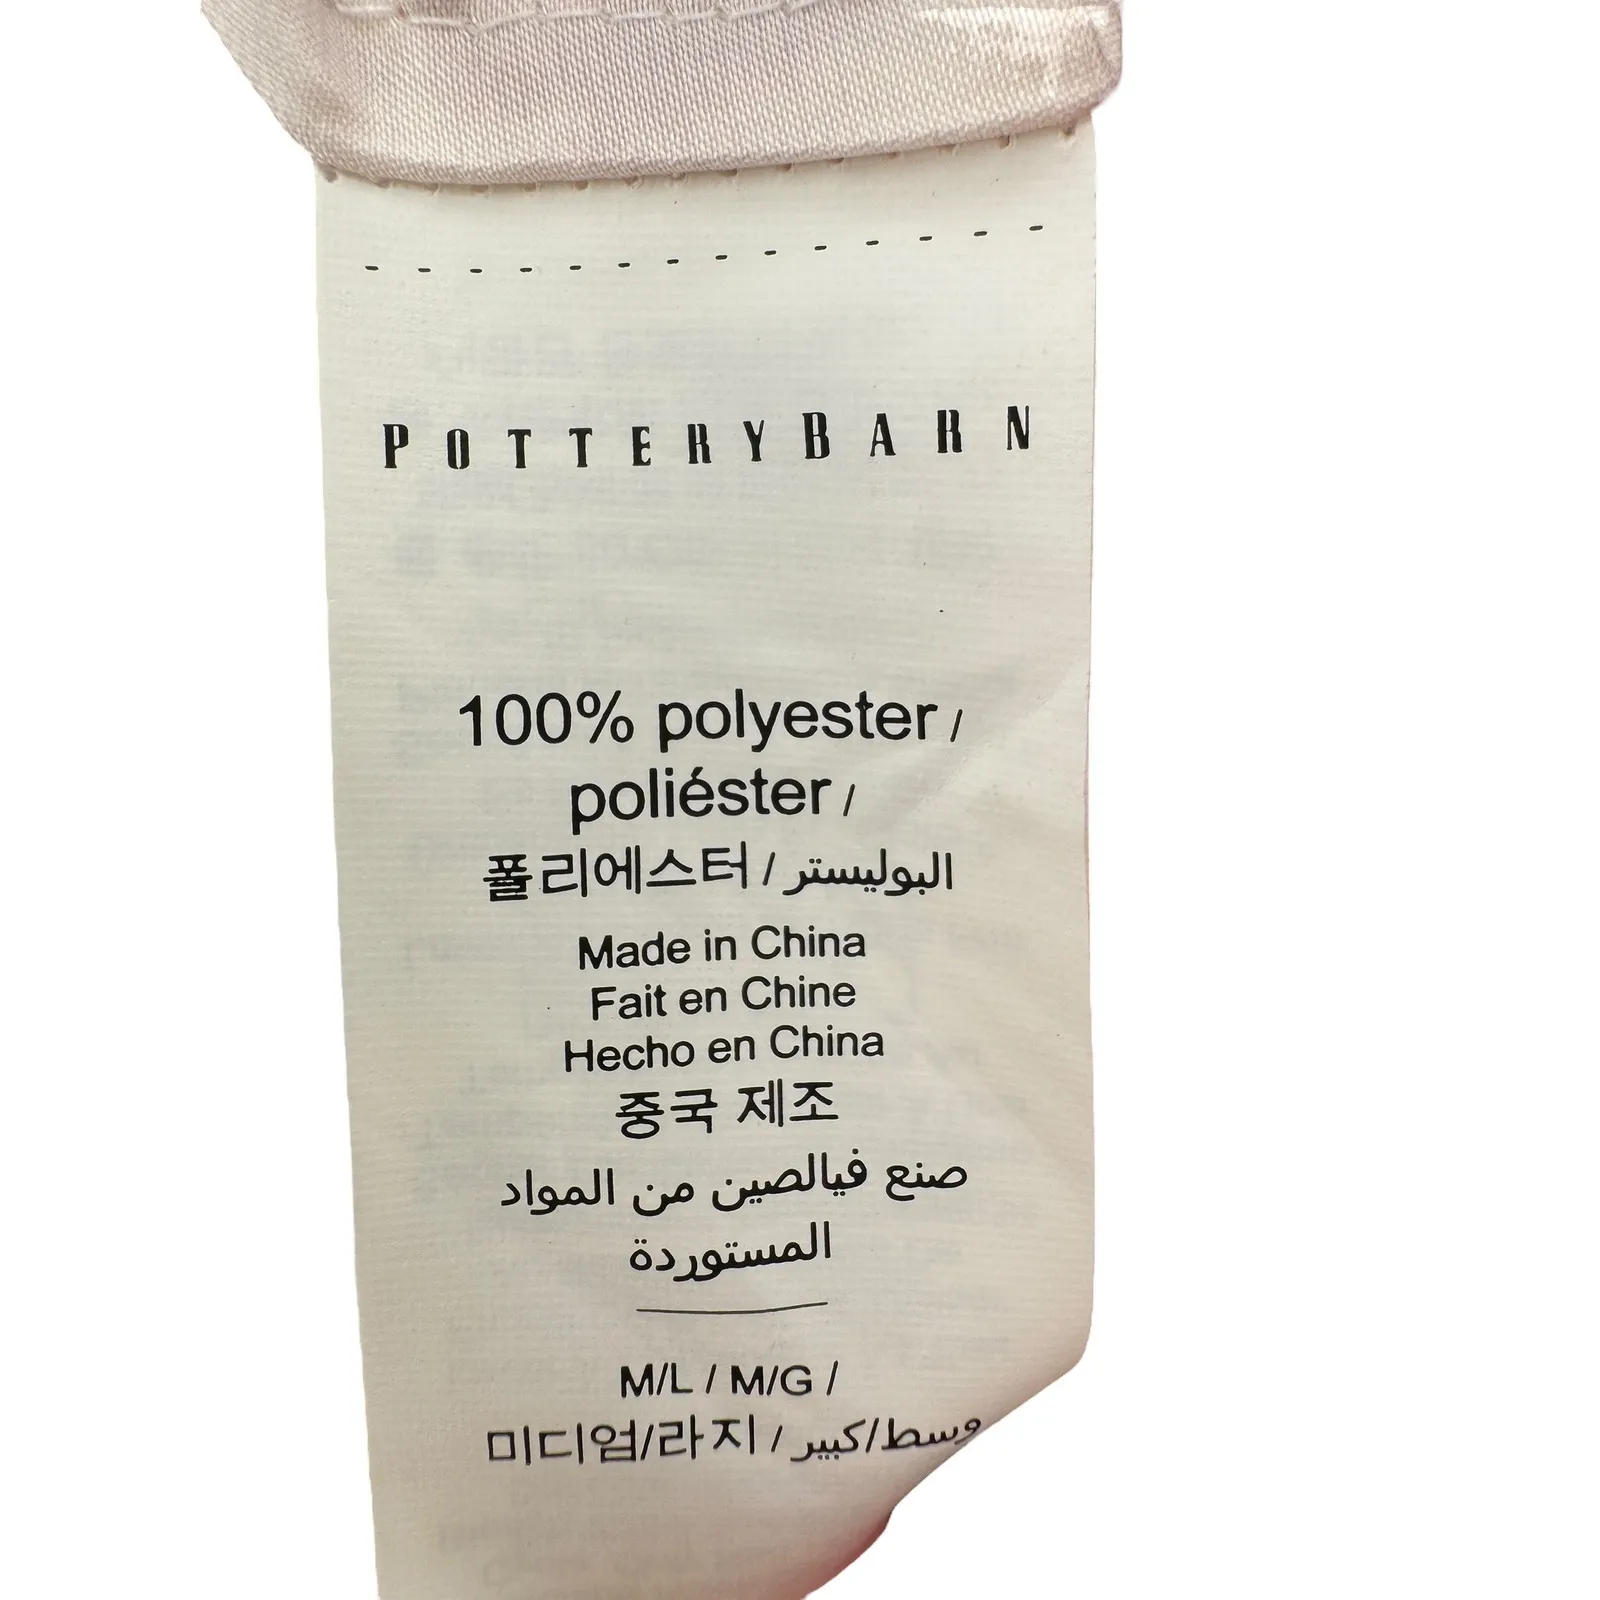 POTTERYBARN
100% polyester /
poliéster /
폴리에스터 / البوليستر
Made in China
Fait en Chine
Hecho en China
중국 제조
صنع فيالصين من المواد
المستوردة
M/L / M/G /
미디엄/라지 / وسط/كبير